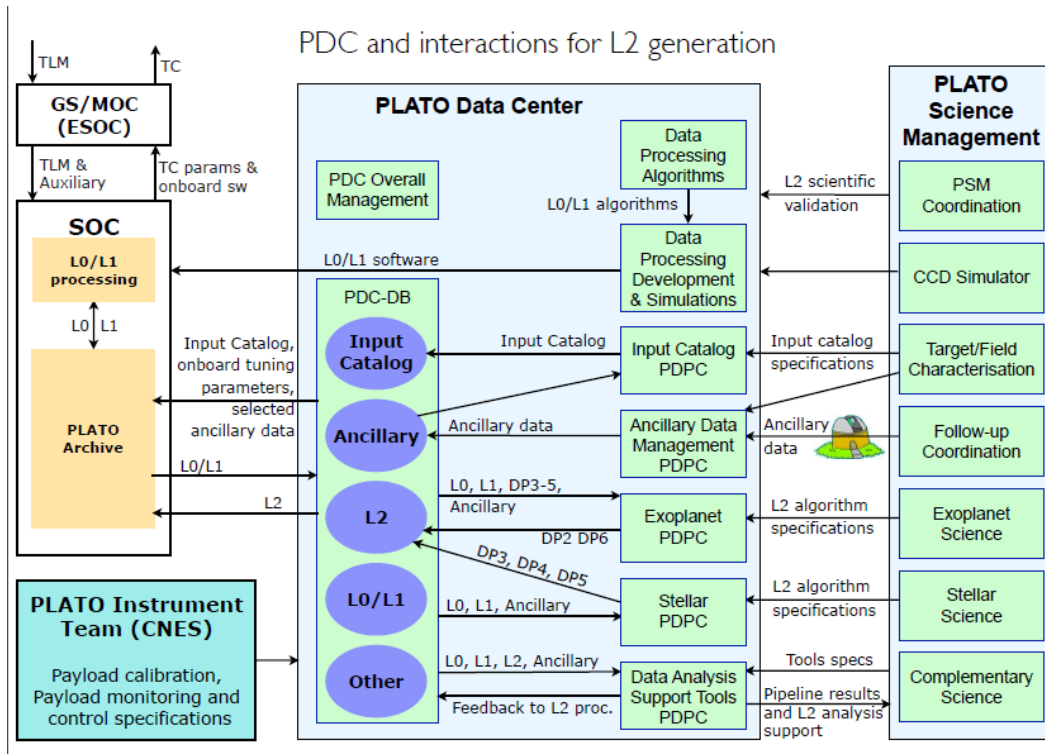 PDC and interactions for L2 generation
TLM
TC
GS/MOC
(ESOC)
TLM &
Auxiliary
TC params &
onboard sw
SOC
L0/L1
processing
L0
L1
PLATO
Archive
L0/L1 software
Input Catalog,
onboard tuning
parameters,
selected
ancillary data
L0/L1
L2
PLATO Instrument
Team (CNES)
Payload calibration,
Payload monitoring and
control specifications
PLATO Data Center
PDC Overall
Management
Data
Processing
Algorithms
L0/L1 algorithms
Data
Processing
Development
& Simulations
PDC-DB
Input
Catalog
Ancillary
L2
L0/L1
Other
Input Catalog
Input Catalog
PDPC
Ancillary data
Ancillary Data
Management
PDPC
L0, L1, DP3-5,
Ancillary
DP2 DP6
Exoplanet
PDPC
DP3, DP4, DP5
L0, L1, Ancillary
Stellar
PDPC
L0, L1, L2, Ancillary
Feedback to L2 proc.
Data Analysis
Support Tools
PDPC
L2 scientific
validation
Input catalog
specifications
Ancillary
data
L2 algorithm
specifications
L2 algorithm
specifications
Tools specs
Pipeline results
and L2 analysis
support
PLATO
Science
Management
PSM
Coordination
CCD Simulator
Target/Field
Characterisation
Follow-up
Coordination
Exoplanet
Science
Stellar
Science
Complementary
Science